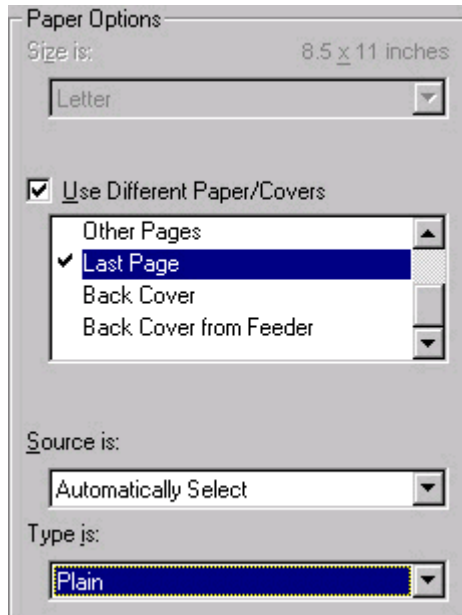 Paper Options
Size is: 8.5 x 11 inches
Letter
Use Different Paper/Covers
Other Pages
Last Page
Back Cover
Back Cover from Feeder
Source is:
Automatically Select
Type is:
Plain